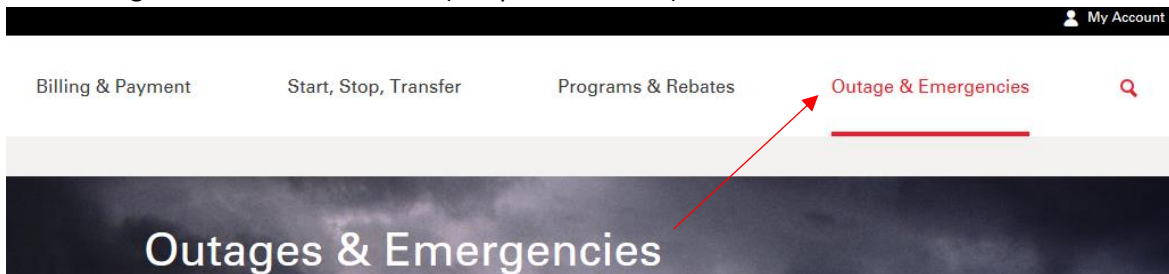 My Account
Billing & Payment Start, Stop, Transfer Programs & Rebates Outage & Emergencies
Outages & Emergencies